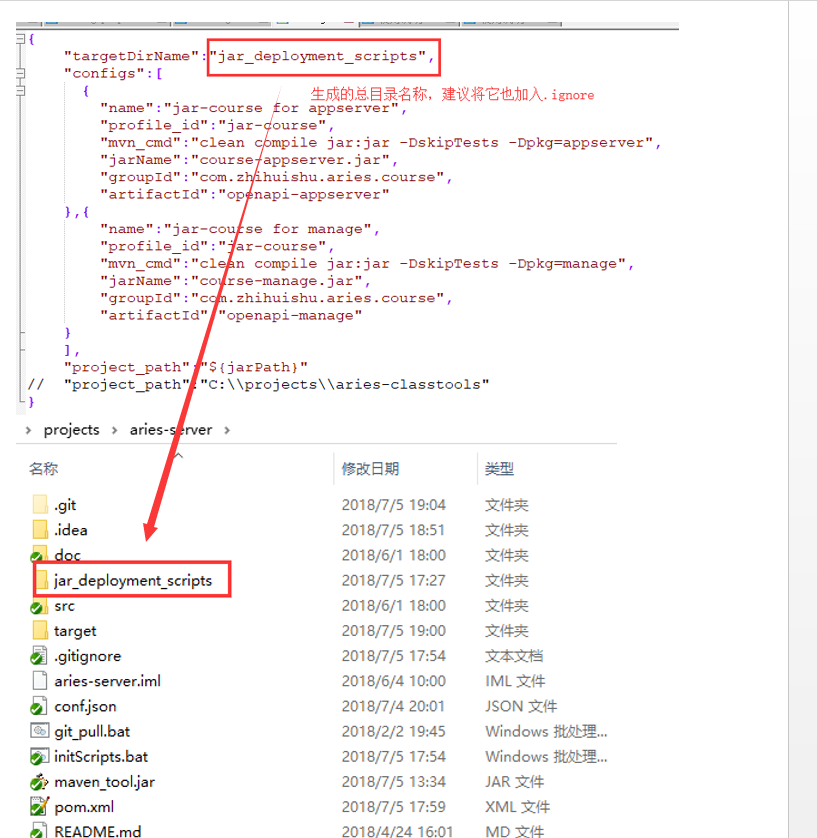 {
"targetDirName":"jar_deployment_scripts",
"configs":[
{
生成的总目录名称，建议将它也加入.ignore
"name":"jar-course for appserver",
"profile_id":"jar-course",
"mvn_cmd":"clean compile jar:jar -DskipTests -Dpkg=appserver",
"jarName":"course-appserver.jar",
"groupId":"com.zhihuishu.aries.course",
"artifactId":"openapi-appserver"
},{
"name":"jar-course for manage",
"profile_id":"jar-course",
"mvn_cmd":"clean compile jar:jar -DskipTests -Dpkg=manage",
"jarName":"course-manage.jar",
"groupId":"com.zhihuishu.aries.course",
"artifactId":"openapi-manage"
}
],
"project_path":"${jarPath}"
// "project_path":"C:\\projects\\aries-classtools"
}
› projects › aries-server ›
名称 修改日期 类型
.git 2018/7/5 19:04 文件夹
.idea 2018/7/5 18:51 文件夹
doc 2018/6/1 18:00 文件夹
jar_deployment_scripts 2018/7/5 17:27 文件夹
src 2018/6/1 18:00 文件夹
target 2018/7/5 19:00 文件夹
.gitignore 2018/7/5 17:54 文本文档
aries-server.iml 2018/6/4 10:00 IML 文件
conf.json 2018/7/4 20:01 JSON 文件
git_pull.bat 2018/2/2 19:45 Windows 批处理...
initScripts.bat 2018/7/5 17:54 Windows 批处理...
maven_tool.jar 2018/7/5 13:34 JAR 文件
pom.xml 2018/7/5 17:59 XML 文件
README.md 2018/4/24 16:01 MD 文件